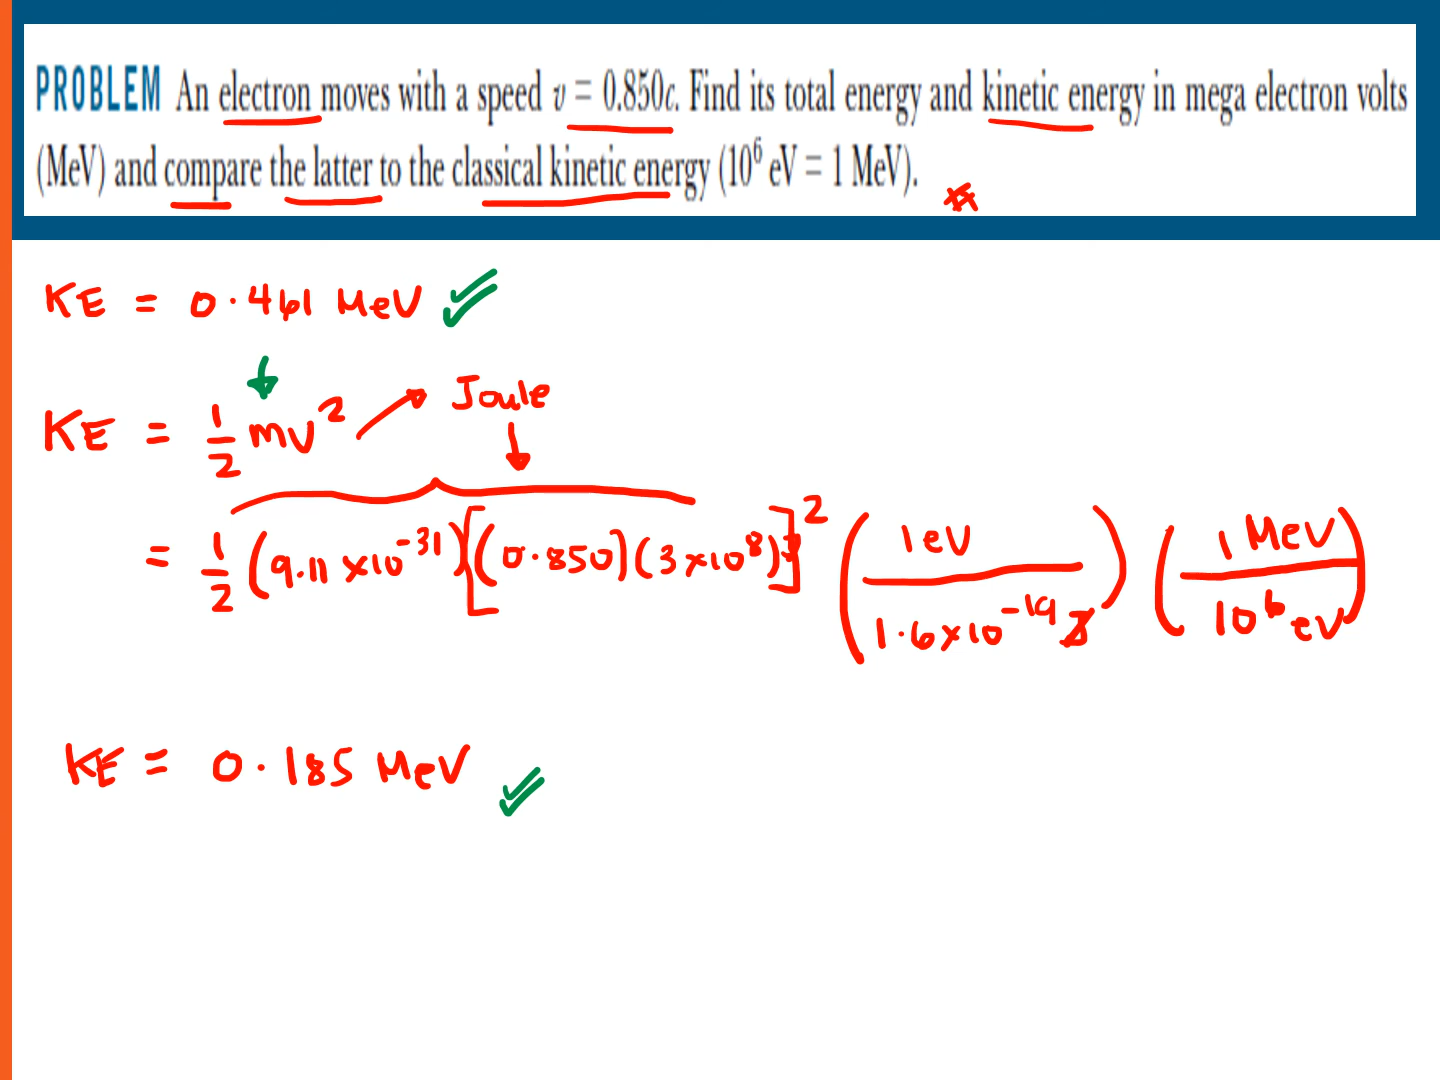 PROBLEM An electron moves with a speed v = 0.850c. Find its total energy and kinetic energy in mega electron volts
(MeV) and compare the latter to the classical kinetic energy (10⁶ eV = 1 MeV).
KE = 0.461 MeV
KE = 1/2 mv² Joule
= 1/2 (9.11×10⁻³¹)[(0.850)(3×10⁸)]² (1eV / 1.6×10⁻¹⁹J) (1 MeV / 10⁶ eV)
KE = 0.185 MeV